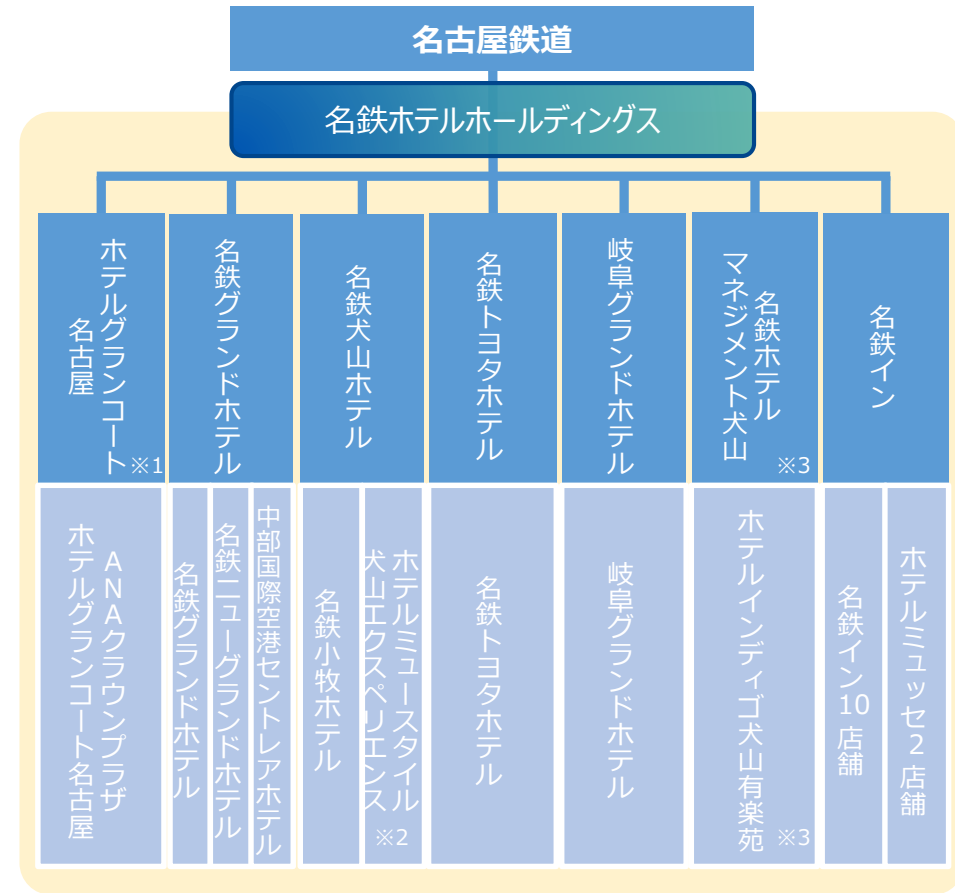 名古屋鉄道
名鉄ホテルホールディングス
ホテルグランコート
名古屋
※1
名鉄グランドホテル
名鉄犬山ホテル
名鉄トヨタホテル
岐阜グランドホテル
名鉄ホテル
マネジメント犬山
※3
名鉄イン
ANAクラウンプラザ
ホテルグランコート名古屋
名鉄グランドホテル
名鉄ニューグランドホテル
中部国際空港セントレアホテル
名鉄小牧ホテル
ホテルミュースタイル
犬山エクスペリエンス
※2
名鉄トヨタホテル
岐阜グランドホテル
ホテルインディゴ犬山有楽苑
※3
名鉄イン10店舗
ホテルミュッセ2店舗